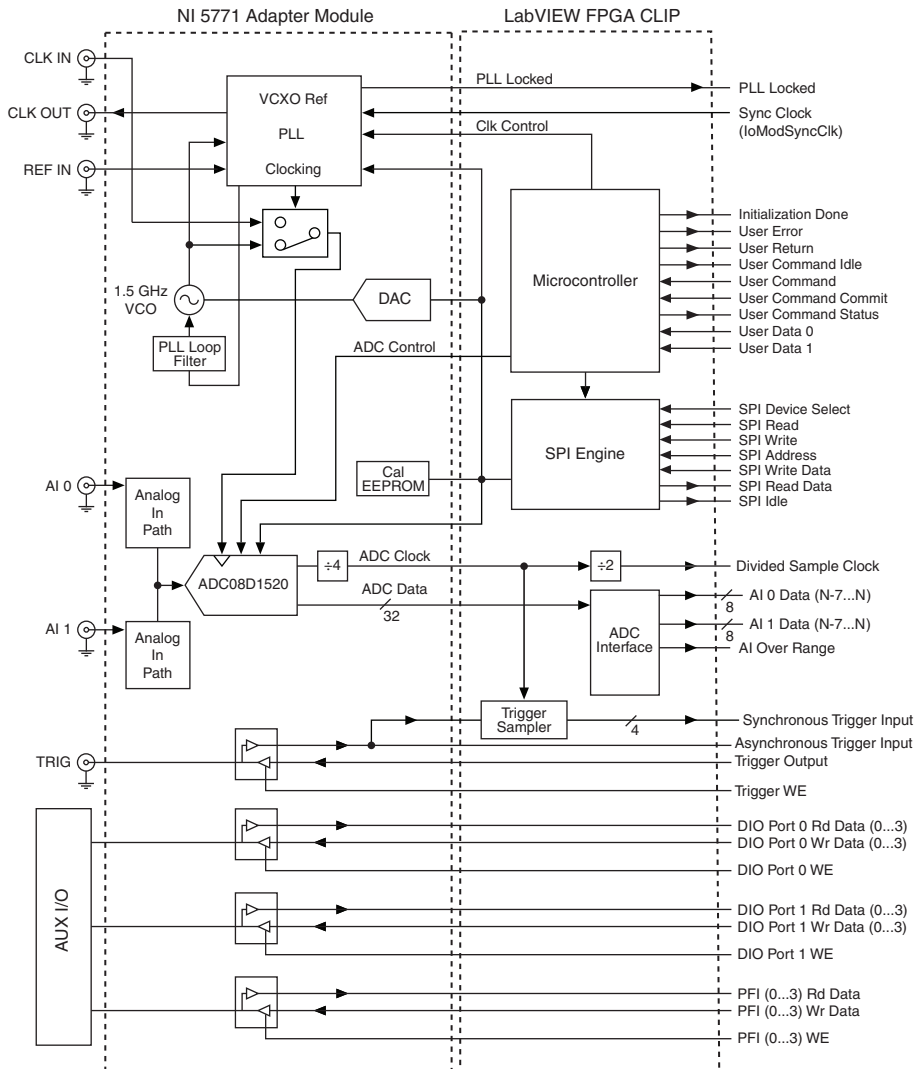 NI 5771 Adapter Module
LabVIEW FPGA CLIP
CLK IN
CLK OUT
REF IN
VCXO Ref
PLL
Clocking
PLL Locked
PLL Locked
Sync Clock
(IoModSyncClk)
Clk Control
Microcontroller
Initialization Done
User Error
User Return
User Command Idle
User Command
User Command Commit
User Command Status
User Data 0
User Data 1
1.5 GHz
VCO
DAC
PLL Loop
Filter
ADC Control
SPI Engine
SPI Device Select
SPI Read
SPI Write
SPI Address
SPI Write Data
SPI Read Data
SPI Idle
Cal
EEPROM
AI 0
Analog
In
Path
ADC08D1520
÷4
ADC Clock
÷2
Divided Sample Clock
ADC Data
32
ADC
Interface
AI 0 Data (N-7...N)
8
AI 1 Data (N-7...N)
8
AI Over Range
AI 1
Analog
In
Path
Trigger
Sampler
4
Synchronous Trigger Input
Asynchronous Trigger Input
TRIG
Trigger Output
Trigger WE
AUX I/O
DIO Port 0 Rd Data (0...3)
DIO Port 0 Wr Data (0...3)
DIO Port 0 WE
DIO Port 1 Rd Data (0...3)
DIO Port 1 Wr Data (0...3)
DIO Port 1 WE
PFI (0...3) Rd Data
PFI (0...3) Wr Data
PFI (0...3) WE